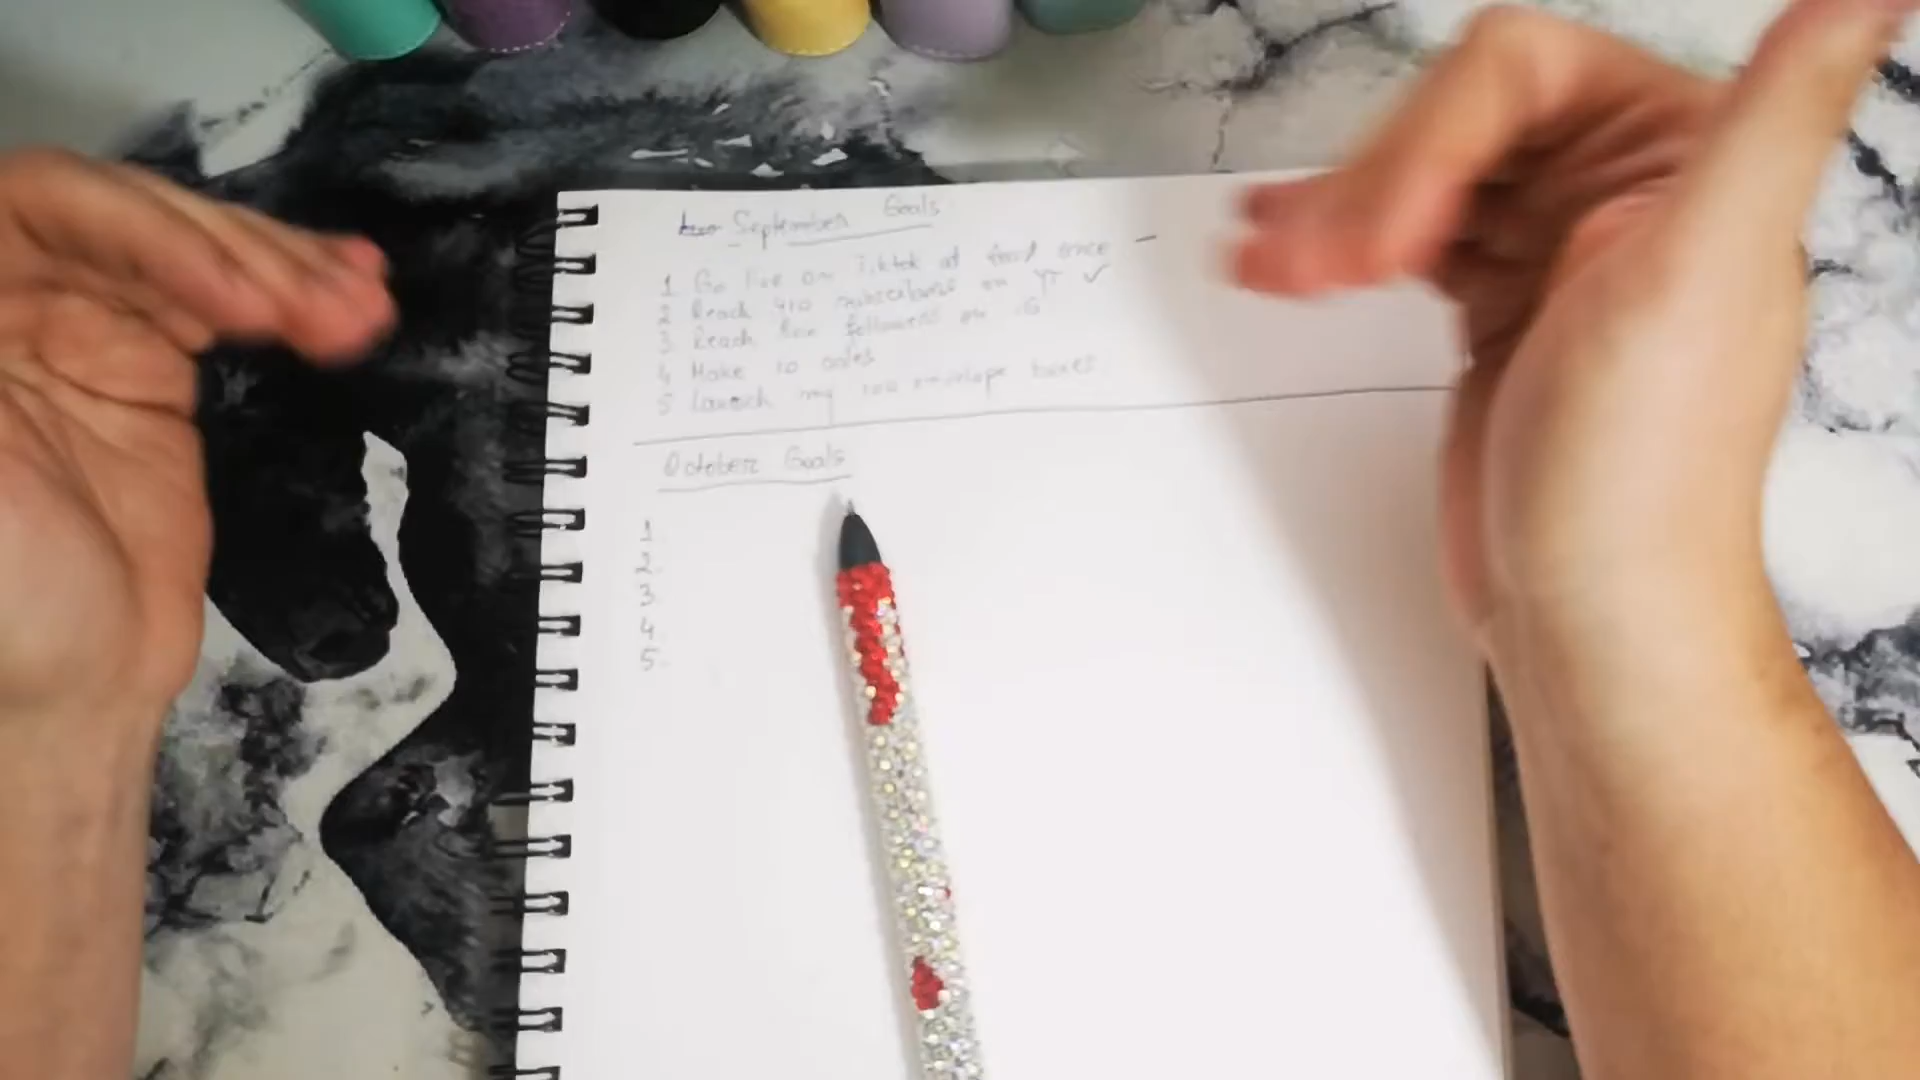 September Goals
1 Go live on Tiktok at least once –
2 Reach 410 subscribers on YT ✓
3 Reach followers on IG
4 Make 10 sales
5 Launch my new envelope boxes
October Goals
1.
2.
3.
4.
5.